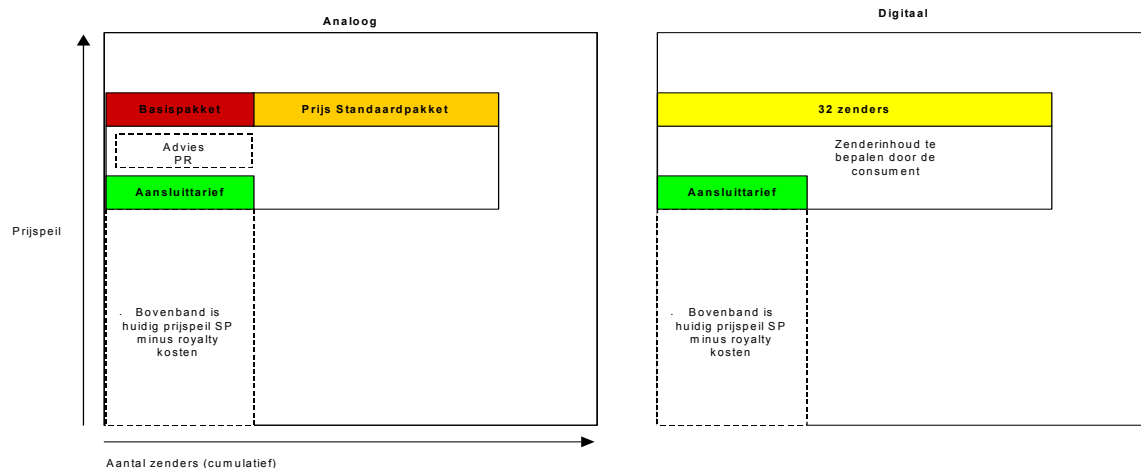 Analoog
Digitaal
Basispakket
Prijs Standaardpakket
Advies
PR
Aansluittarief
Prijspeil
. Bovenband is
huidig prijspeil SP
minus royalty
kosten
Aantal zenders (cumulatief)
32 zenders
Zenderinhoud te
bepalen door de
consument
Aansluittarief
. Bovenband is
huidig prijspeil SP
minus royalty
kosten